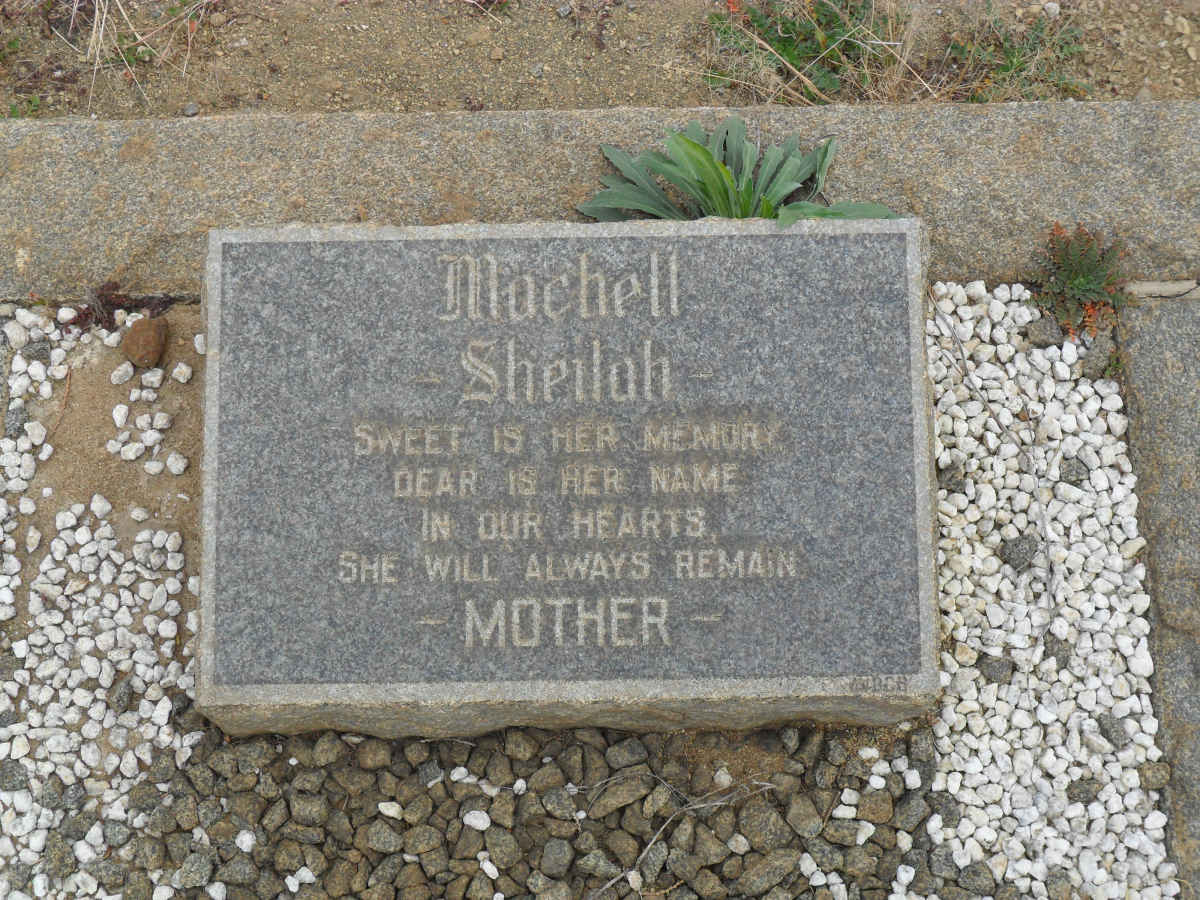 Machell
- Sheilah -
SWEET IS HER MEMORY,
DEAR IS HER NAME
IN OUR HEARTS,
SHE WILL ALWAYS REMAIN.
- MOTHER -